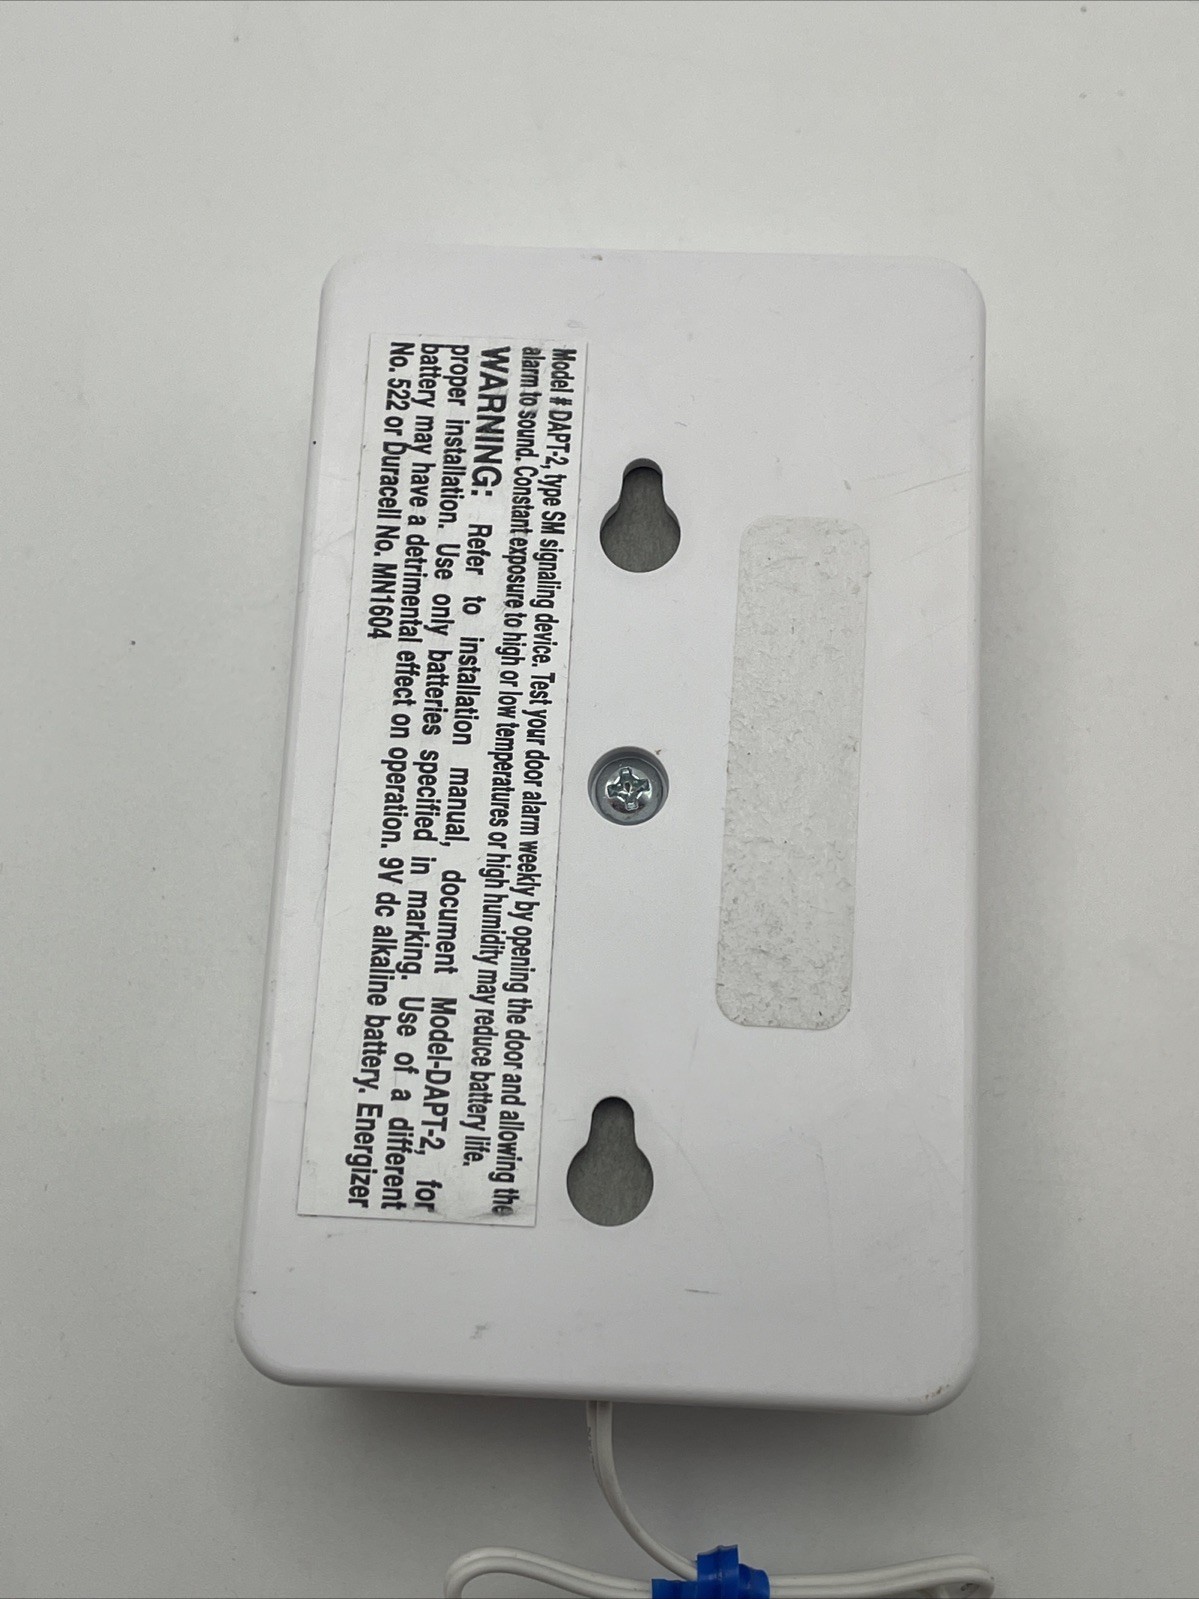 Model # DAPT-2, type SM signaling device. Test your door alarm weekly by opening the door and allowing the
alarm to sound. Constant exposure to high or low temperatures or high humidity may reduce battery life.
WARNING: Refer to installation manual, document Model-DAPT-2, for
proper installation. Use only batteries specified in marking. Use of a different
battery may have a detrimental effect on operation. 9V dc alkaline battery. Energizer
No. 522 or Duracell No. MN1604